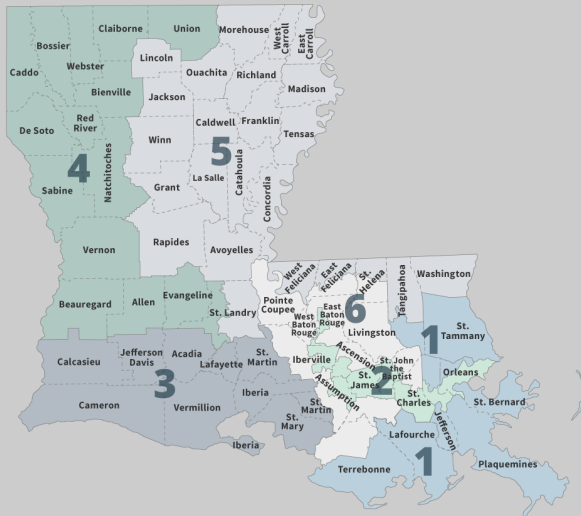 Claiborne
Union
Morehouse
West
Carroll
East
Carroll
Bossier
Webster
Lincoln
Ouachita
Richland
Caddo
Bienville
Jackson
Madison
De Soto
Red
River
Winn
Caldwell
Franklin
Tensas
4
5
Natchitoches
Sabine
Grant
La Salle
Catahoula
Concordia
Vernon
Rapides
Avoyelles
Beauregard
Allen
Evangeline
St. Landry
Pointe
Coupee
West
Feliciana
East
Feliciana
St.
Helena
Tangipahoa
Washington
West
Baton
Rouge
East
Baton
Rouge
6
Livingston
1
St.
Tammany
Calcasieu
Jefferson
Davis
Acadia
Lafayette
St.
Martin
Iberville
Ascension
St. John
the
Baptist
Orleans
3
Cameron
Vermillion
Iberia
St.
Martin
St.
Mary
Iberia
Assumption
St.
James
2
St.
Charles
Jefferson
St. Bernard
Lafourche
1
Terrebonne
Plaquemines